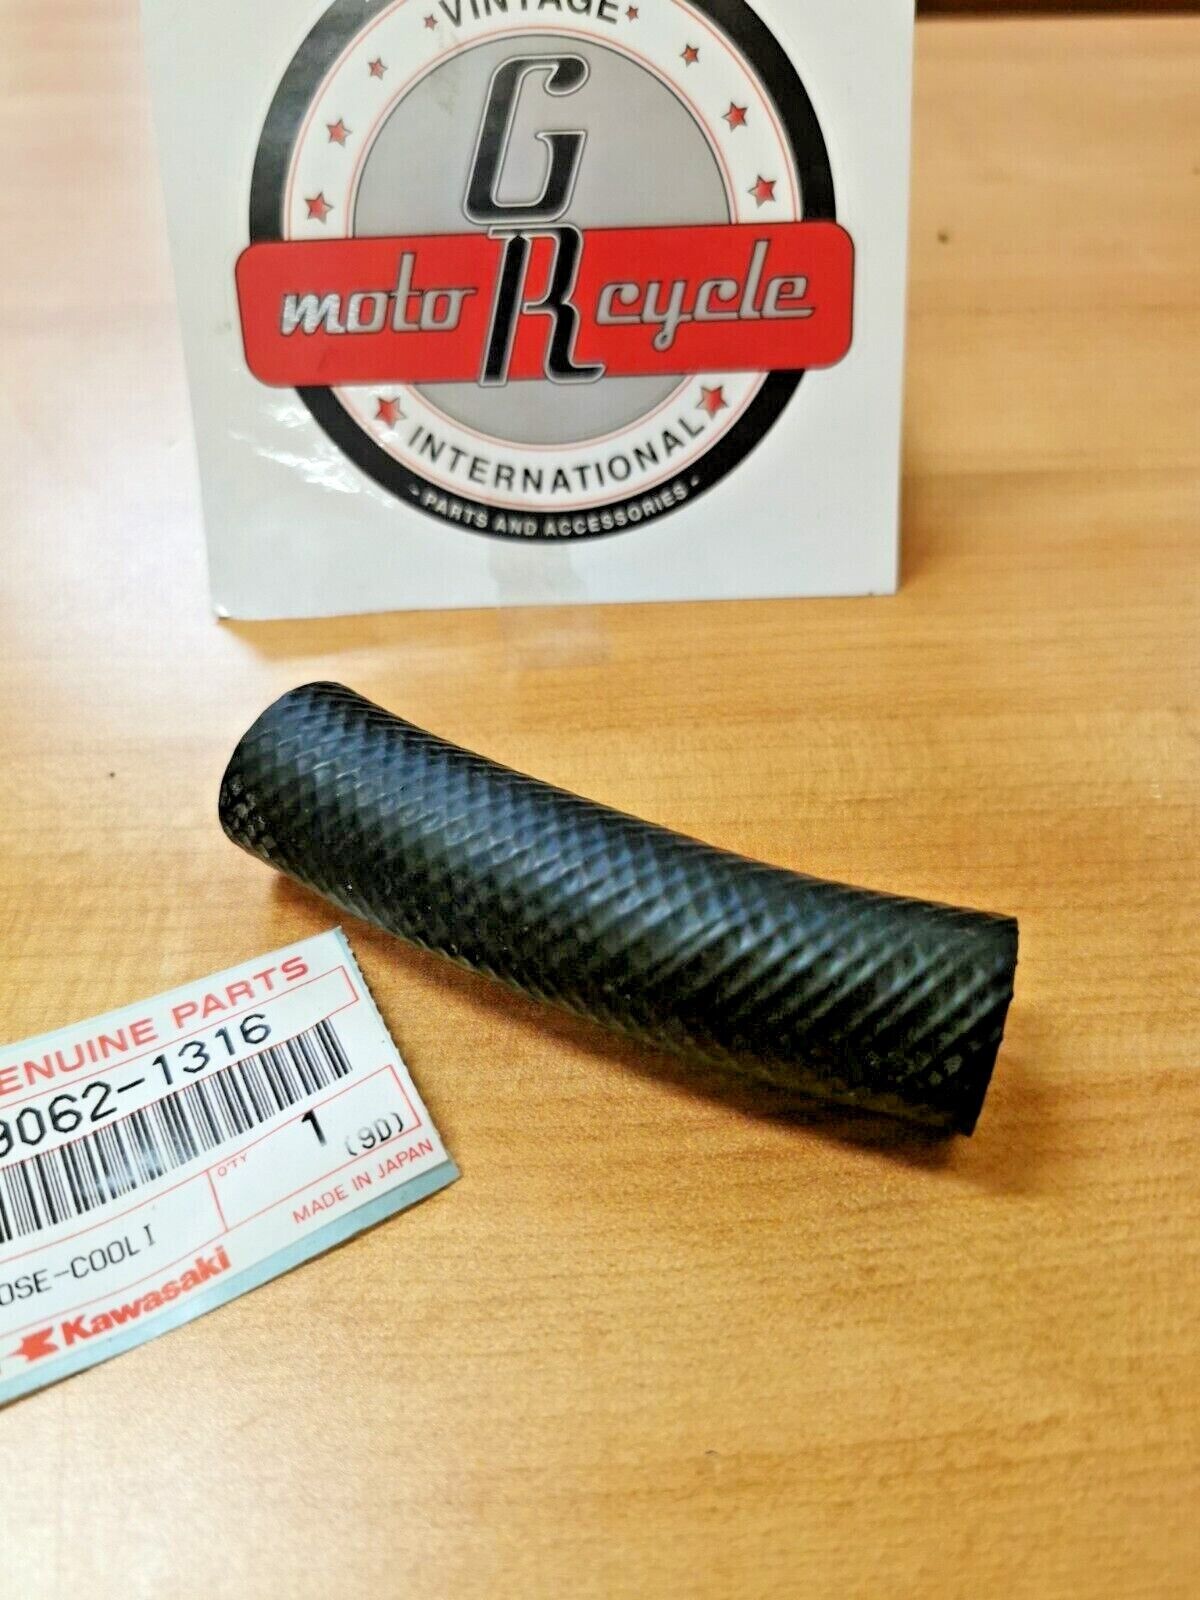 VINTAGE
G
moto R cycle
INTERNATIONAL
- PARTS AND ACCESSORIES -
ENUINE PARTS
9062-1316
Q'TY
1
(9D)
OSE-COOLI
MADE IN JAPAN
Kawasaki